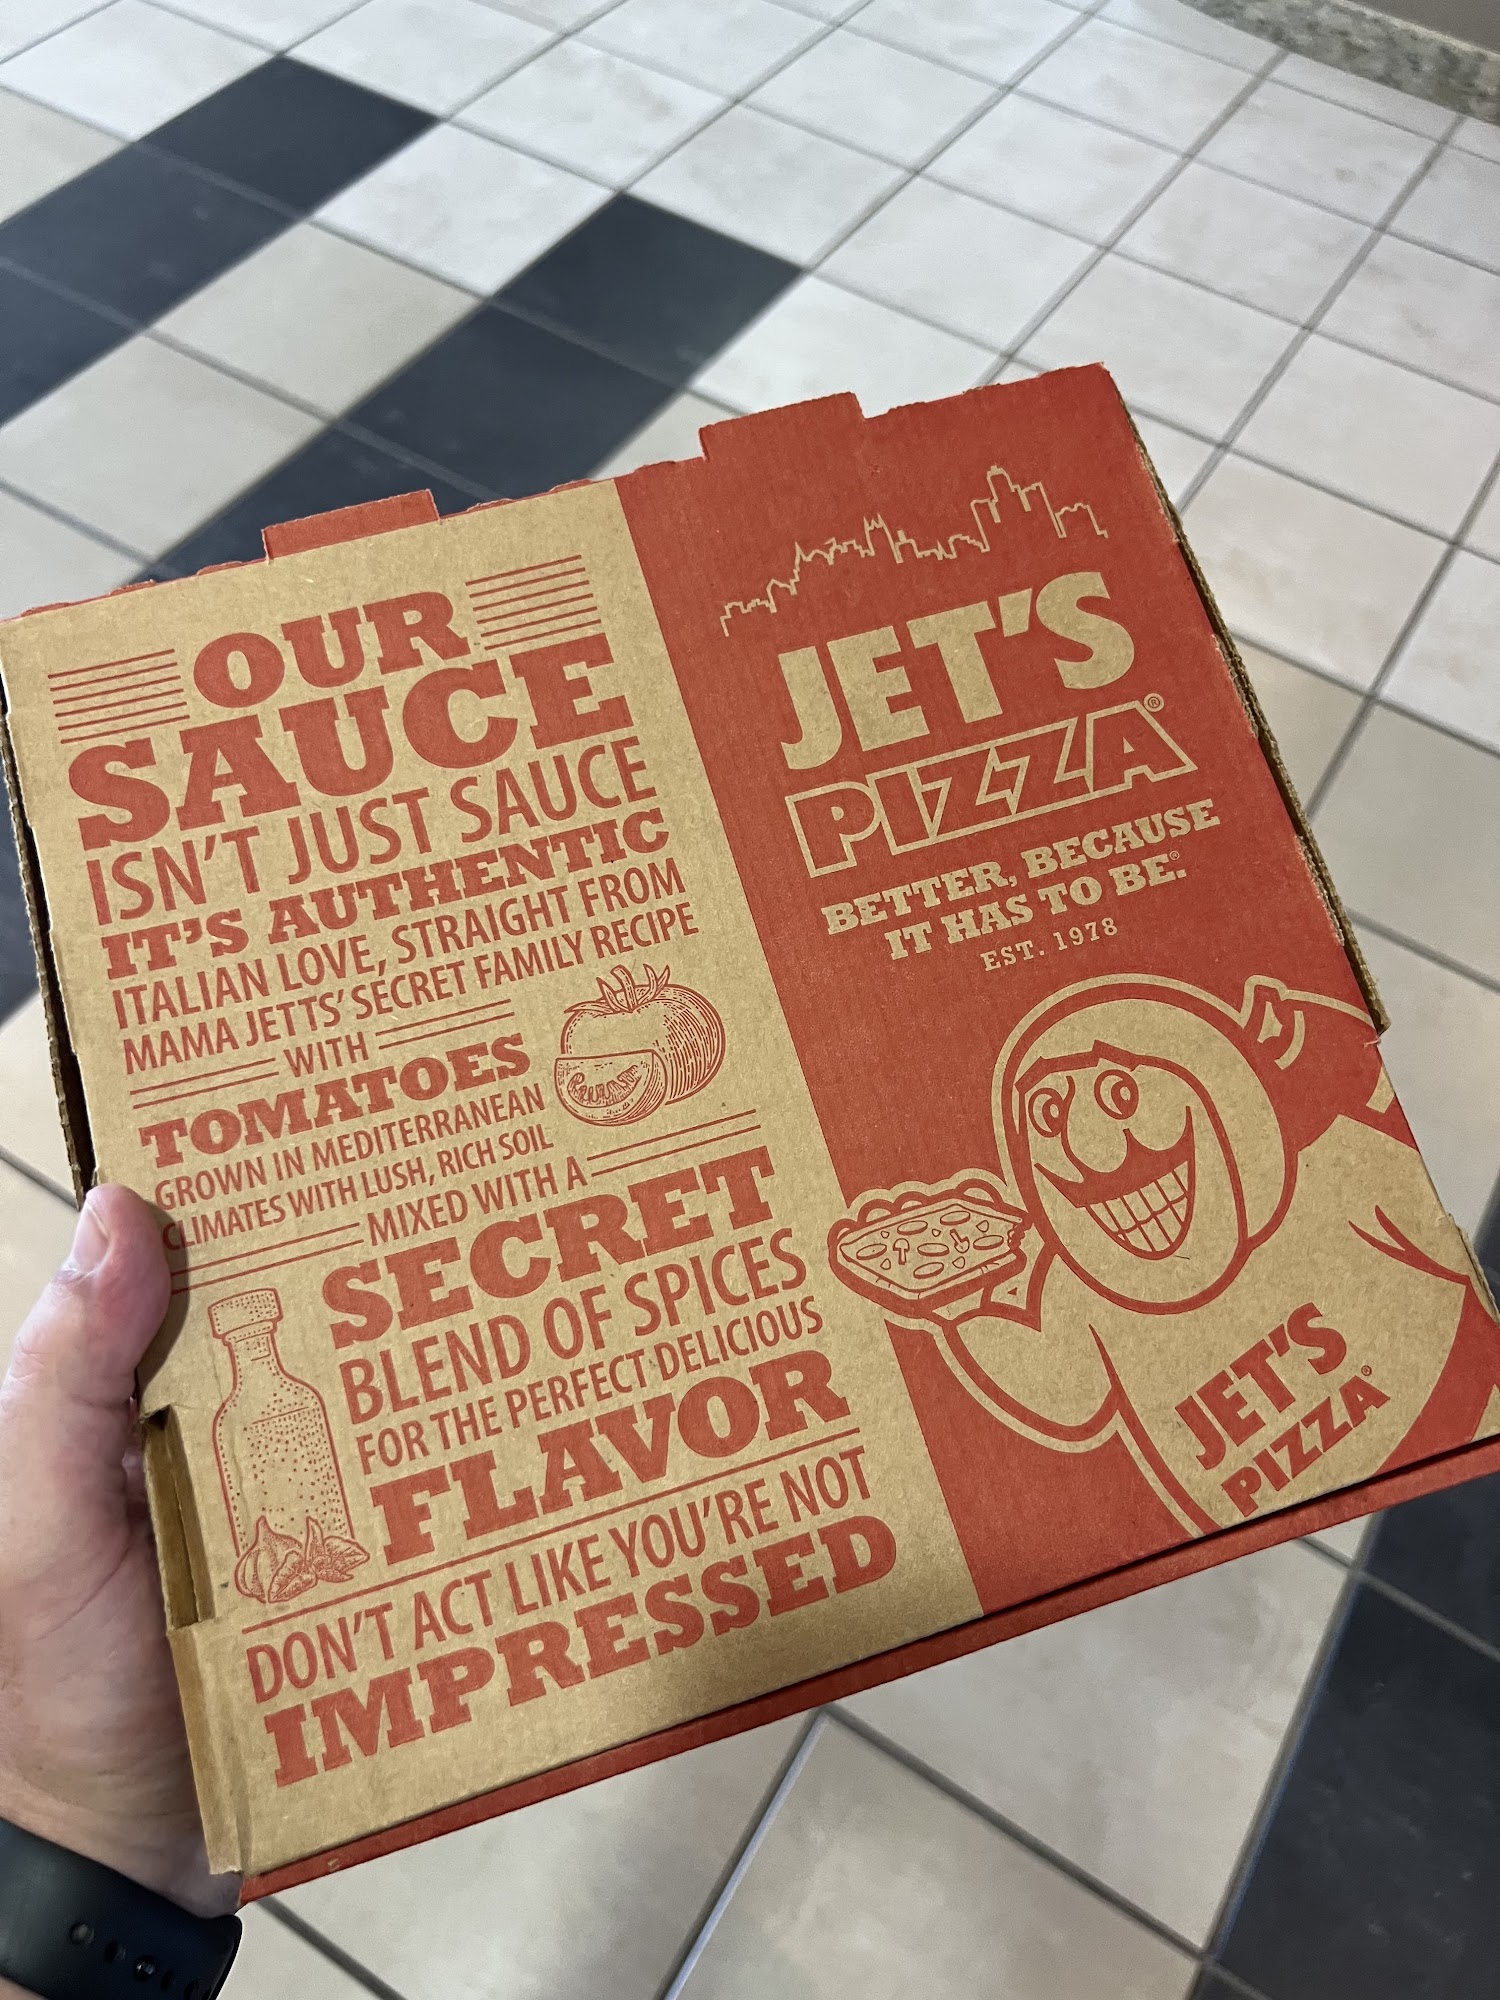 OUR
SAUCE
ISN'T JUST SAUCE
IT'S AUTHENTIC
ITALIAN LOVE, STRAIGHT FROM
MAMA JETTS' SECRET FAMILY RECIPE
WITH
TOMATOES
GROWN IN MEDITERRANEAN
CLIMATES WITH LUSH, RICH SOIL
MIXED WITH A
SECRET
BLEND OF SPICES
FOR THE PERFECT DELICIOUS
FLAVOR
DON'T ACT LIKE YOU'RE NOT
IMPRESSED
JET'S
PIZZA®
BETTER, BECAUSE
IT HAS TO BE.®
EST. 1978
JET'S
PIZZA®